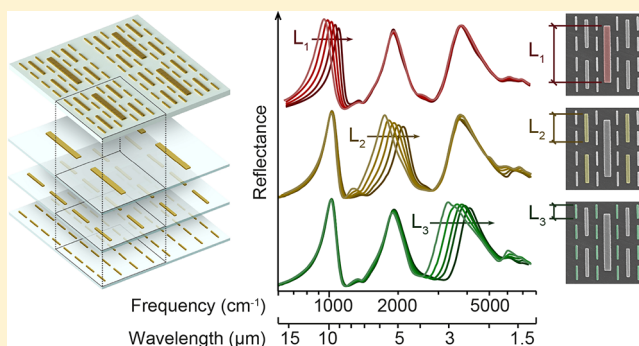 Reflectance
L1
L2
L3
L1
L2
L3
Frequency (cm-1) 1000 2000 5000
Wavelength (μm) 15 10 5 3 1.5